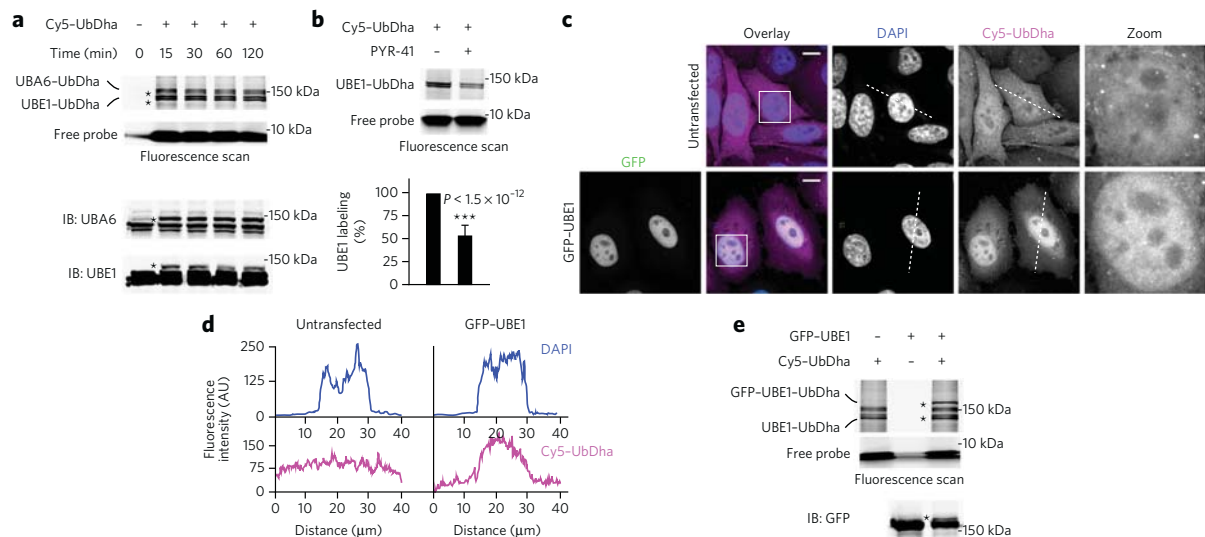 a
Cy5–UbDha – + + + +
Time (min) 0 15 30 60 120
UBA6–UbDha
UBE1–UbDha
*
*
-150 kDa
Free probe
-10 kDa
Fluorescence scan
IB: UBA6
*
-150 kDa
IB: UBE1
*
-150 kDa
b
Cy5–UbDha + +
PYR-41 – +
UBE1–UbDha
-150 kDa
Free probe
-10 kDa
Fluorescence scan
UBE1 labeling
(%)
100
75
50
25
0
P < 1.5 × 10⁻¹²
***
c
Overlay DAPI Cy5–UbDha Zoom
Untransfected
GFP
GFP–UBE1
d
Untransfected GFP–UBE1
Fluorescence
intensity (AU)
250
125
0
0 10 20 30 40
0 10 20 30 40
DAPI
150
75
0
0 10 20 30 40
0 10 20 30 40
Cy5–UbDha
Distance (μm) Distance (μm)
e
GFP–UBE1 – + +
Cy5–UbDha + – +
GFP–UBE1–UbDha
UBE1–UbDha
*
*
*
-150 kDa
Free probe
-10 kDa
Fluorescence scan
IB: GFP
*
-150 kDa